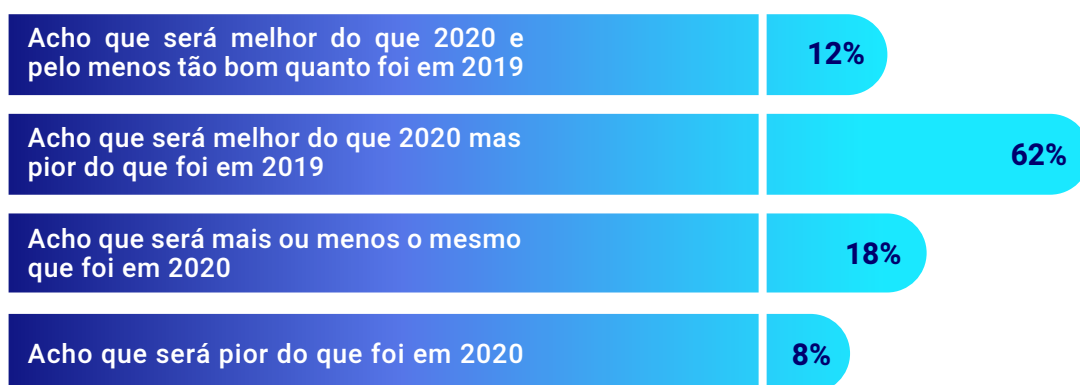 Acho que será melhor do que 2020 e
pelo menos tão bom quanto foi em 2019
12%
Acho que será melhor do que 2020 mas
pior do que foi em 2019
62%
Acho que será mais ou menos o mesmo
que foi em 2020
18%
Acho que será pior do que foi em 2020
8%